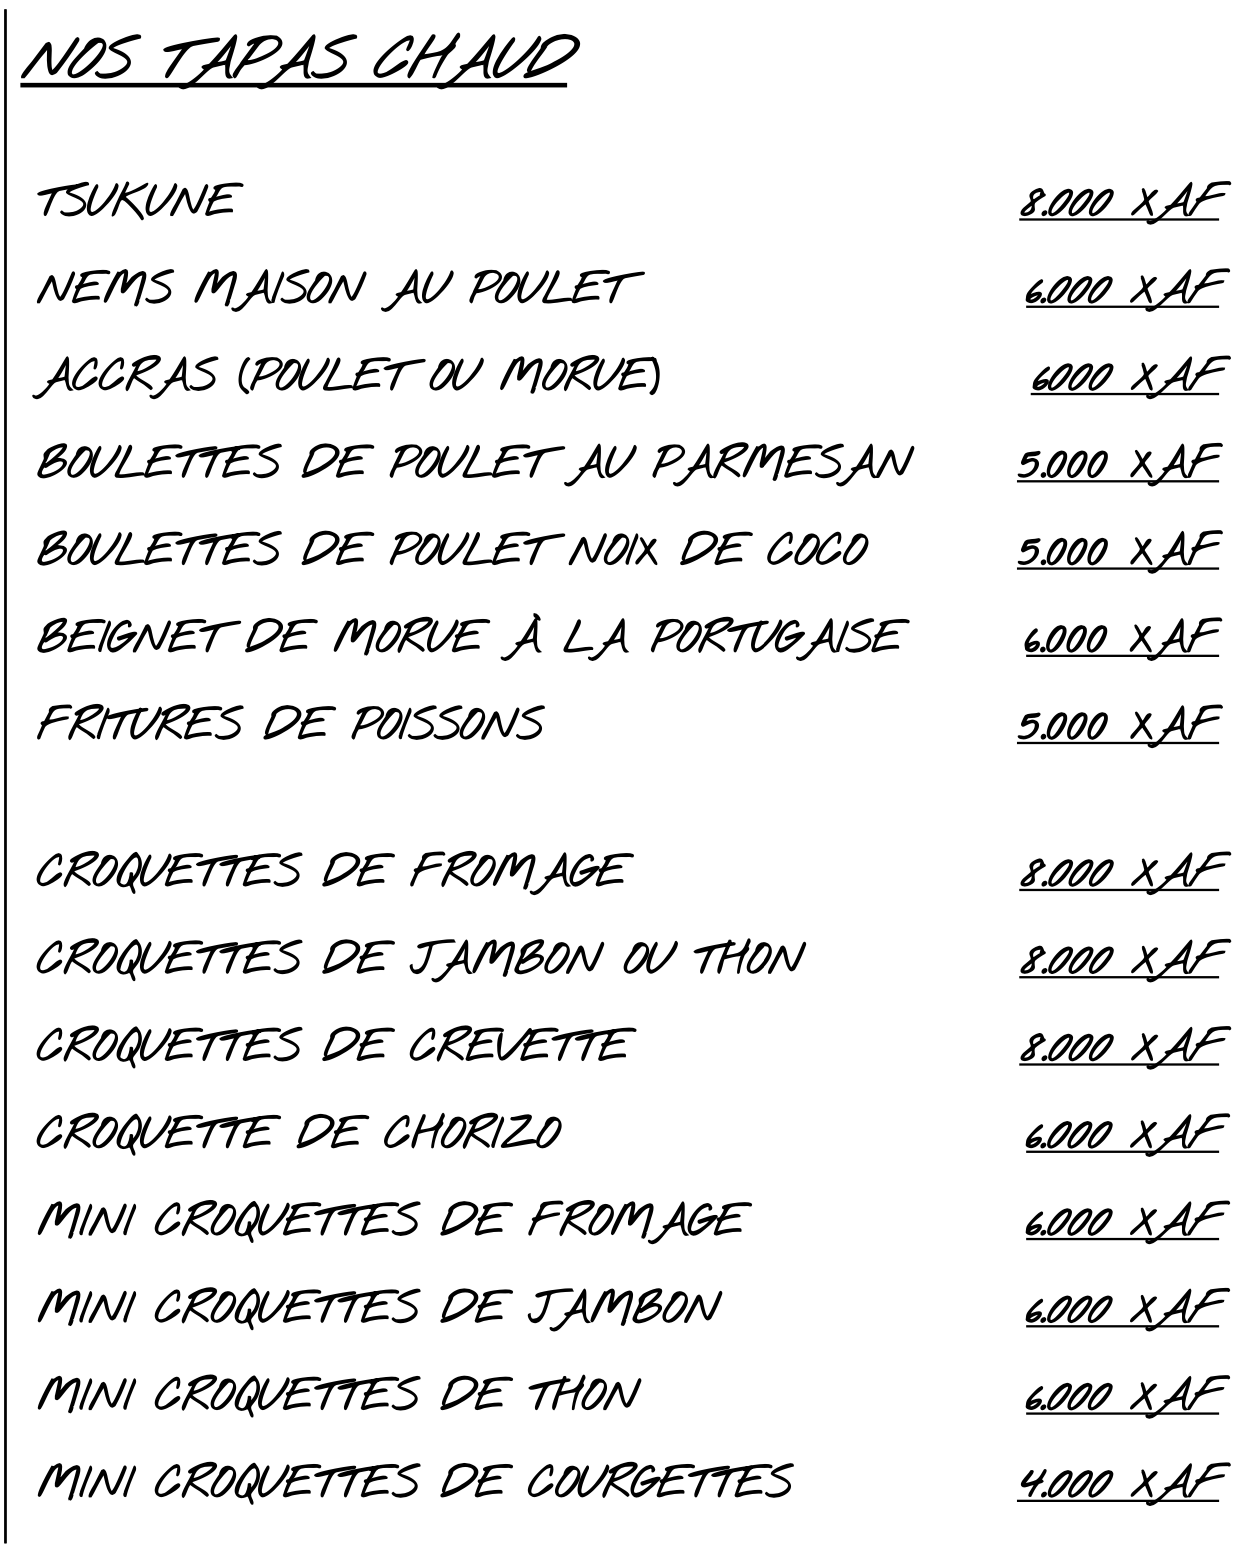 NOS TAPAS CHAUD
TSUKUNE 8.000 XAF
NEMS MAISON AU POULET 6.000 XAF
ACCRAS (POULET OU MORUE) 6000 XAF
BOULETTES DE POULET AU PARMESAN 5.000 XAF
BOULETTES DE POULET NOIX DE COCO 5.000 XAF
BEIGNET DE MORUE À LA PORTUGAISE 6.000 XAF
FRITURES DE POISSONS 5.000 XAF
CROQUETTES DE FROMAGE 8.000 XAF
CROQUETTES DE JAMBON OU THON 8.000 XAF
CROQUETTES DE CREVETTE 8.000 XAF
CROQUETTE DE CHORIZO 6.000 XAF
MINI CROQUETTES DE FROMAGE 6.000 XAF
MINI CROQUETTES DE JAMBON 6.000 XAF
MINI CROQUETTES DE THON 6.000 XAF
MINI CROQUETTES DE COURGETTES 4.000 XAF